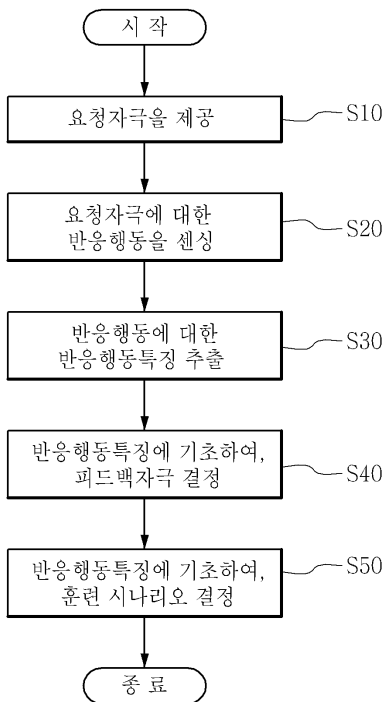 시 작
요청자극을 제공
S10
요청자극에 대한
반응행동을 센싱
S20
반응행동에 대한
반응행동특징 추출
S30
반응행동특징에 기초하여,
피드백자극 결정
S40
반응행동특징에 기초하여,
훈련 시나리오 결정
S50
종 료